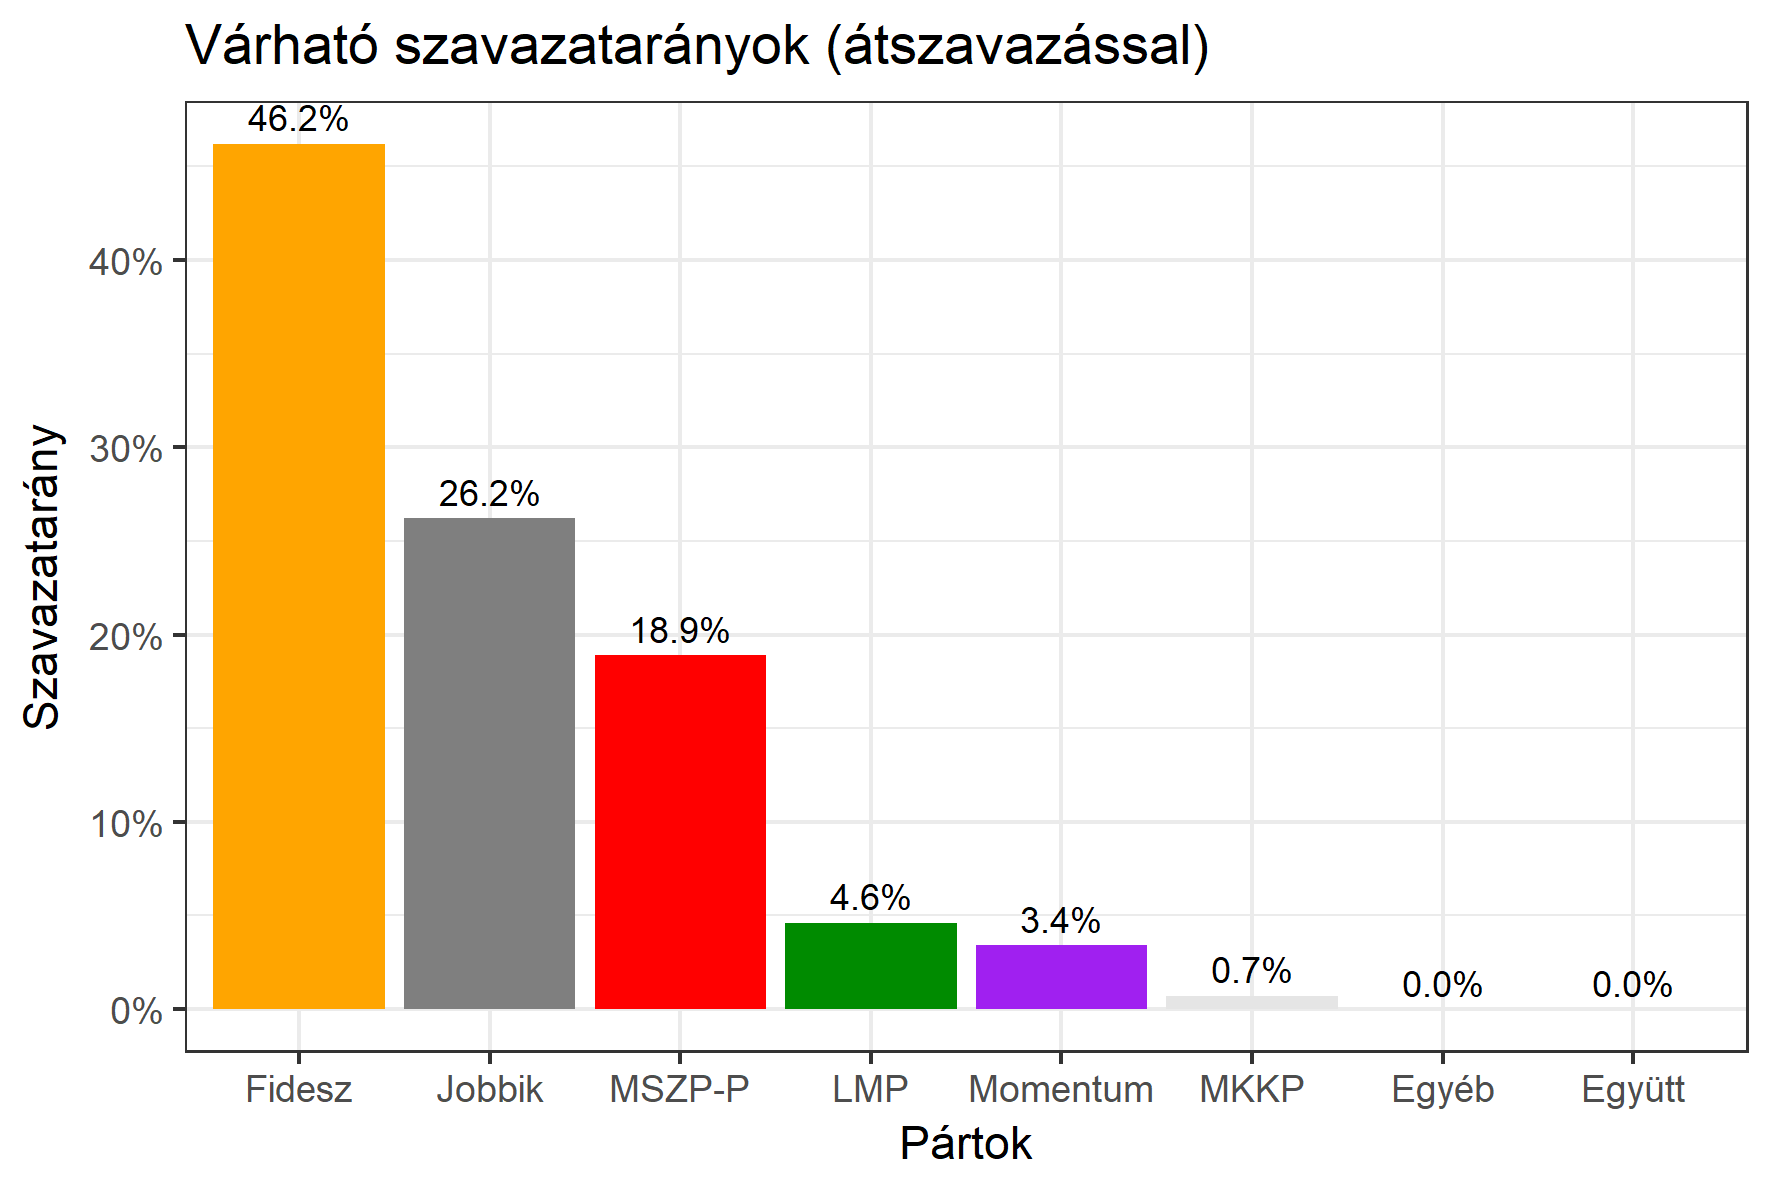 Várható szavazatarányok (átszavazással)
46.2%
26.2%
18.9%
4.6%
3.4%
0.7%
0.0%
0.0%
40%
30%
20%
10%
0%
Szavazatarány
Fidesz
Jobbik
MSZP-P
LMP
Momentum
MKKP
Egyéb
Együtt
Pártok